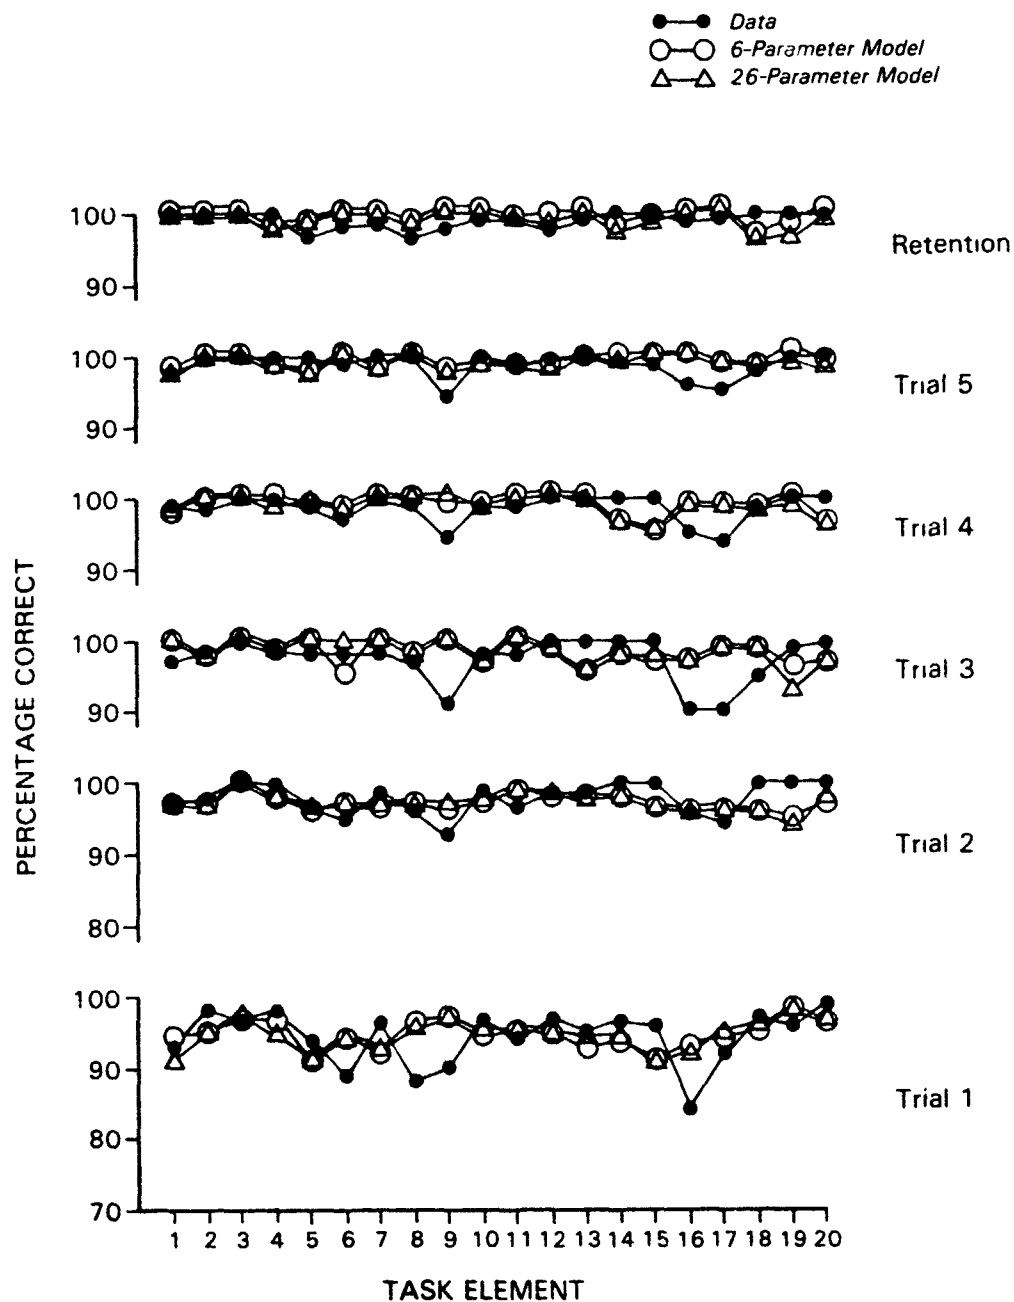 Data
6-Parameter Model
26-Parameter Model
100
90
Retention
100
90
Trial 5
100
90
Trial 4
100
90
Trial 3
100
90
80
Trial 2
100
90
80
70
Trial 1
PERCENTAGE CORRECT
1 2 3 4 5 6 7 8 9 10 11 12 13 14 15 16 17 18 19 20
TASK ELEMENT